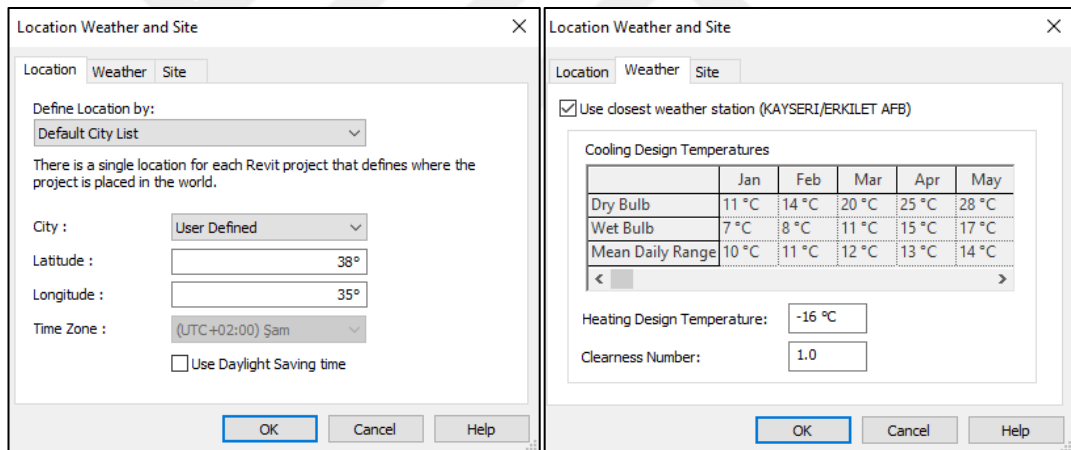 Location Weather and Site
Location Weather Site
Define Location by:
Default City List
There is a single location for each Revit project that defines where the
project is placed in the world.
City : User Defined
Latitude : 38°
Longitude : 35°
Time Zone : (UTC+02:00) Şam
Use Daylight Saving time
OK Cancel Help
Location Weather and Site
Location Weather Site
Use closest weather station (KAYSERI/ERKILET AFB)
Cooling Design Temperatures
Jan Feb Mar Apr May
Dry Bulb 11 °C 14 °C 20 °C 25 °C 28 °C
Wet Bulb 7 °C 8 °C 11 °C 15 °C 17 °C
Mean Daily Range 10 °C 11 °C 12 °C 13 °C 14 °C
Heating Design Temperature: -16 °C
Clearness Number: 1.0
OK Cancel Help